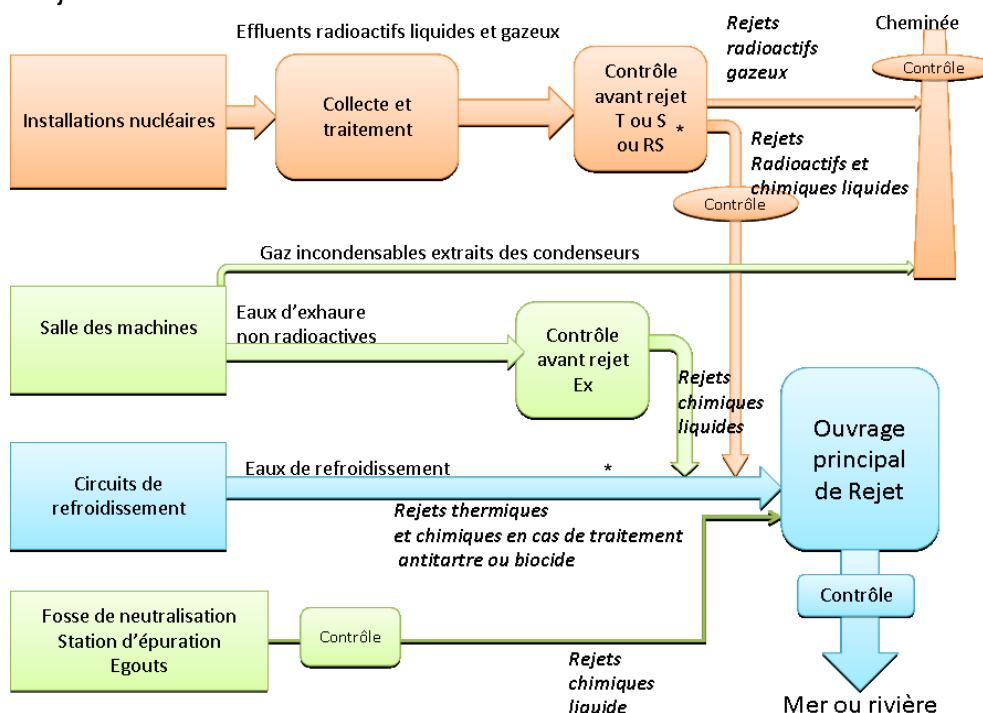 Effluents radioactifs liquides et gazeux
Rejets
radioactifs
gazeux
Cheminée
Contrôle
Installations nucléaires
Collecte et
traitement
Contrôle
avant rejet
T ou S
ou RS
*
Rejets
Radioactifs et
chimiques liquides
Contrôle
Gaz incondensables extraits des condenseurs
Salle des machines
Eaux d'exhaure
non radioactives
Contrôle
avant rejet
Ex
Rejets
chimiques
liquides
Ouvrage
principal
de Rejet
Circuits de
refroidissement
Eaux de refroidissement
*
Rejets thermiques
et chimiques en cas de traitement
antitartre ou biocide
Contrôle
Fosse de neutralisation
Station d'épuration
Egouts
Contrôle
Rejets
chimiques
liquide
Mer ou rivière